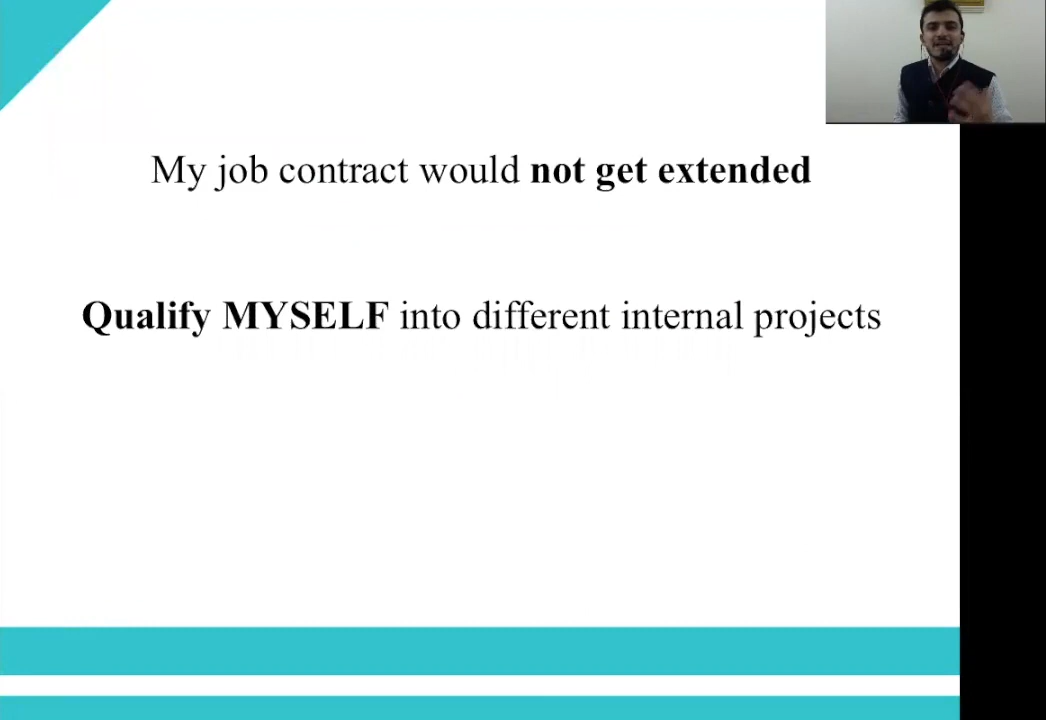 My job contract would not get extended
Qualify MYSELF into different internal projects